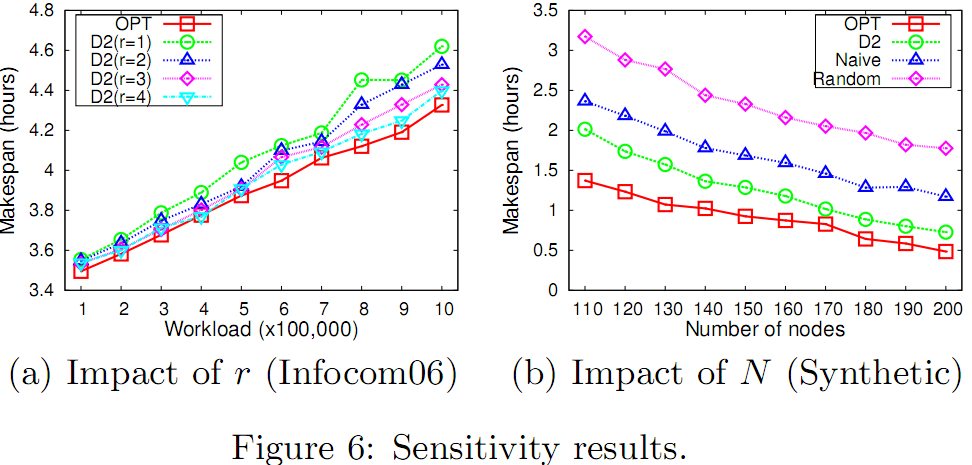 4.8
4.6
4.4
4.2
4
3.8
3.6
3.4
Makespan (hours)
OPT
D2(r=1)
D2(r=2)
D2(r=3)
D2(r=4)
1 2 3 4 5 6 7 8 9 10
Workload (x100,000)
(a) Impact of r (Infocom06)
3.5
3
2.5
2
1.5
1
0.5
0
Makespan (hours)
OPT
D2
Naive
Random
110 120 130 140 150 160 170 180 190 200
Number of nodes
(b) Impact of N (Synthetic)
Figure 6: Sensitivity results.